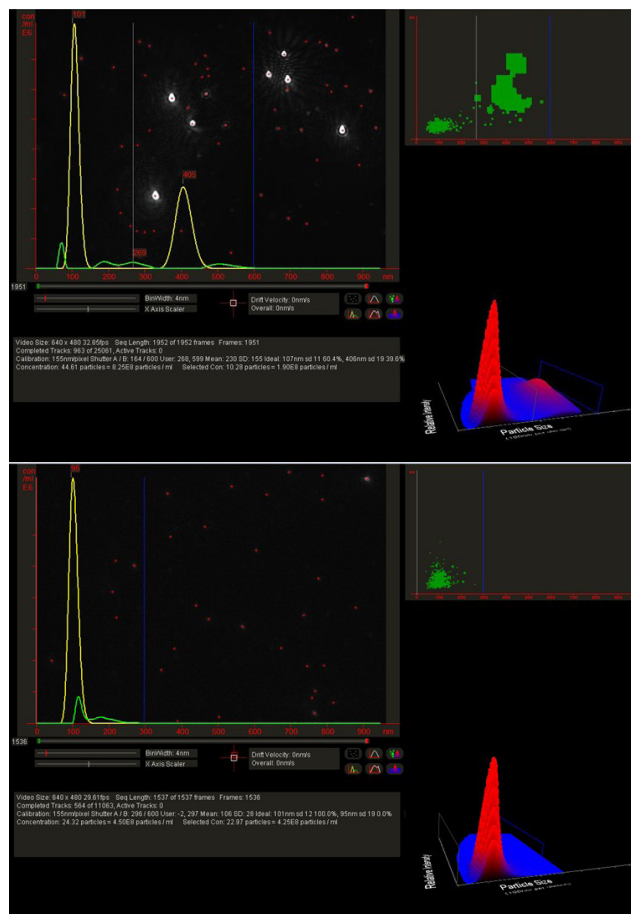 con
/ml
E6
101
405
269
0 100 200 300 400 500 600 700 800 900 nm
1951
BinWidth: 4nm
X Axis Scaler
Drift Velocity: 0nm/s
Overall: 0nm/s
Video Size: 640 x 480 32.85fps Seq Length: 1952 of 1952 frames Frames: 1951
Completed Tracks: 963 of 25061, Active Tracks: 0
Calibration: 155nm/pixel Shutter A / B: 164 / 600 User: 268, 599 Mean: 230 SD: 155 Ideal: 107nm sd 11 60.4%, 406nm sd 19 39.6%
Concentration: 44.61 particles = 8.25E8 particles / ml Selected Con: 10.28 particles = 1.90E8 particles / ml
Relative Intensity
Particle Size
con
/ml
E6
95
0 100 200 300 400 500 600 700 800 900 nm
1536
BinWidth: 4nm
X Axis Scaler
Drift Velocity: 0nm/s
Overall: 0nm/s
Video Size: 640 x 480 29.61fps Seq Length: 1537 of 1537 frames Frames: 1536
Completed Tracks: 564 of 11063, Active Tracks: 0
Calibration: 155nm/pixel Shutter A / B: 296 / 600 User: -2, 297 Mean: 106 SD: 26 Ideal: 101nm sd 12 100.0%, 95nm sd 19 0.0%
Concentration: 24.32 particles = 4.50E8 particles / ml Selected Con: 22.97 particles = 4.25E8 particles / ml
Relative Intensity
Particle Size